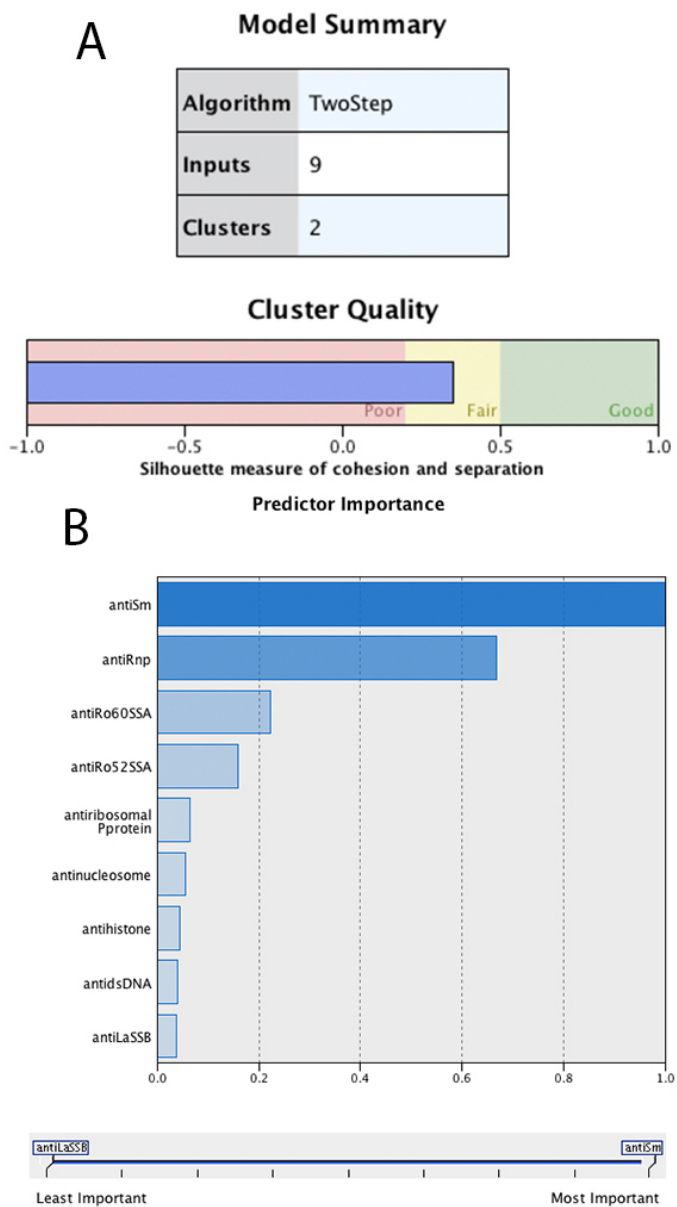 A
Model Summary
Algorithm TwoStep
Inputs 9
Clusters 2
Cluster Quality
Poor Fair Good
-1.0 -0.5 0.0 0.5 1.0
Silhouette measure of cohesion and separation
B
Predictor Importance
antiSm
antiRnp
antiRo60SSA
antiRo52SSA
antiribosomal
Pprotein
antinucleosome
antihistone
antidsDNA
antiLaSSB
0.0 0.2 0.4 0.6 0.8 1.0
antiLaSSB antiSm
Least Important Most Important